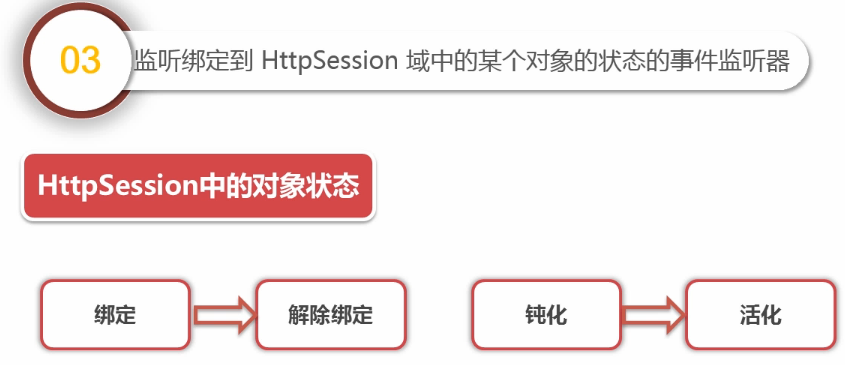 03
监听绑定到 HttpSession 域中的某个对象的状态的事件监听器
HttpSession中的对象状态
绑定
解除绑定
钝化
活化